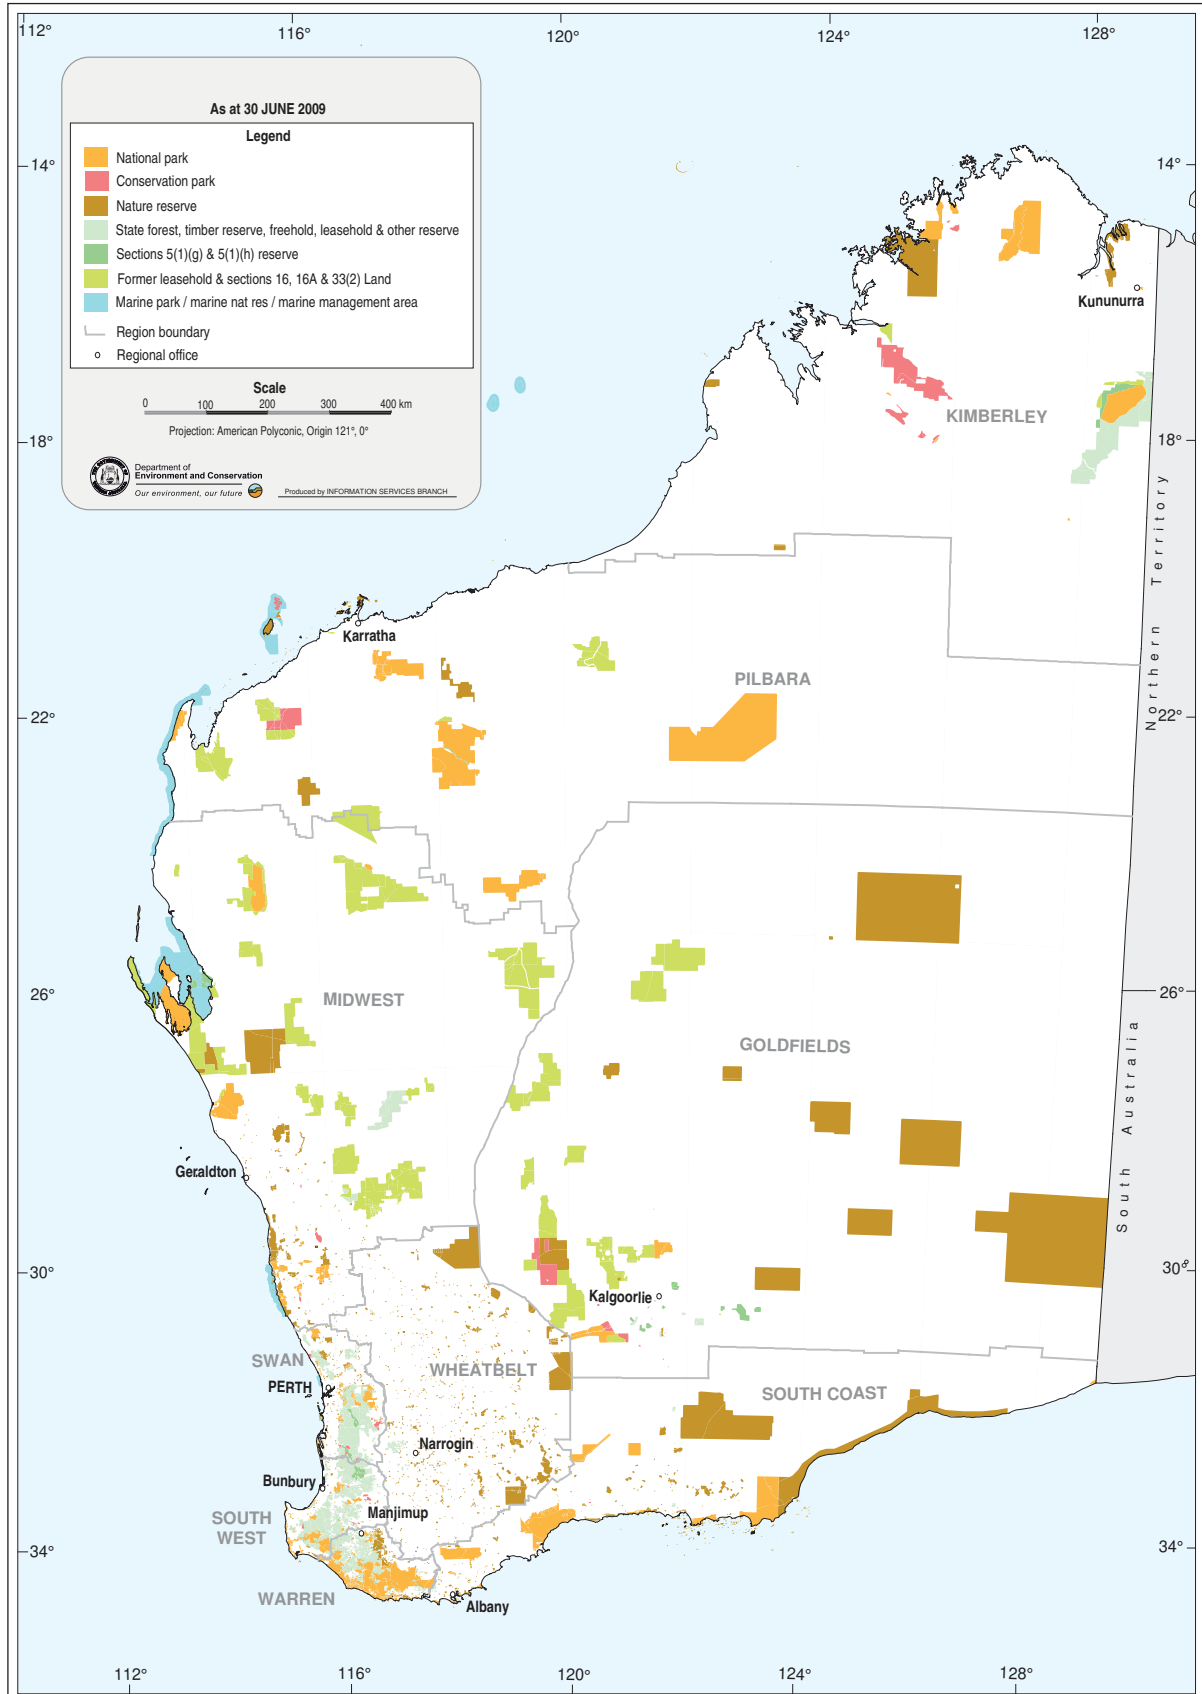 112°
116°
120°
124°
128°
As at 30 JUNE 2009
Legend
National park
Conservation park
Nature reserve
State forest, timber reserve, freehold, leasehold & other reserve
Sections 5(1)(g) & 5(1)(h) reserve
Former leasehold & sections 16, 16A & 33(2) Land
Marine park / marine nat res / marine management area
Region boundary
Regional office
Scale
0 100 200 300 400 km
Projection: American Polyconic, Origin 121°, 0°
Department of
Environment and Conservation
Our environment, our future
Produced by INFORMATION SERVICES BRANCH
14°
14°
Kununurra
KIMBERLEY
18°
18°
Northern Territory
Karratha
PILBARA
22°
22°
MIDWEST
26°
26°
GOLDFIELDS
South Australia
Geraldton
30°
30°
Kalgoorlie
SWAN
WHEATBELT
PERTH
SOUTH COAST
Narrogin
Bunbury
Manjimup
SOUTH
WEST
34°
34°
WARREN
Albany
112°
116°
120°
124°
128°